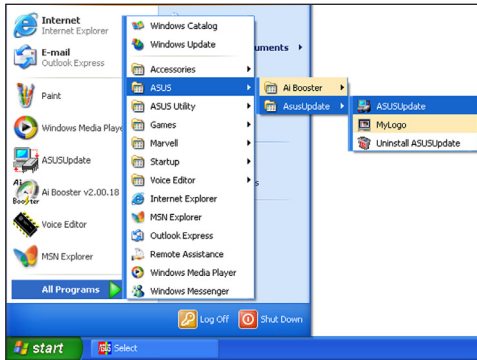 Internet
Internet Explorer
E-mail
Outlook Express
Paint
Windows Media Playe
ASUSUpdate
Ai Booster v2.00.18
Voice Editor
MSN Explorer
All Programs
Windows Catalog
Windows Update
Accessories
ASUS
ASUS Utility
Games
Marvell
Startup
Voice Editor
Internet Explorer
MSN Explorer
Outlook Express
Remote Assistance
Windows Media Player
Windows Messenger
uments
s
Ai Booster
AsusUpdate
ASUSUpdate
MyLogo
Uninstall ASUSUpdate
Log Off
Shut Down
start
Select